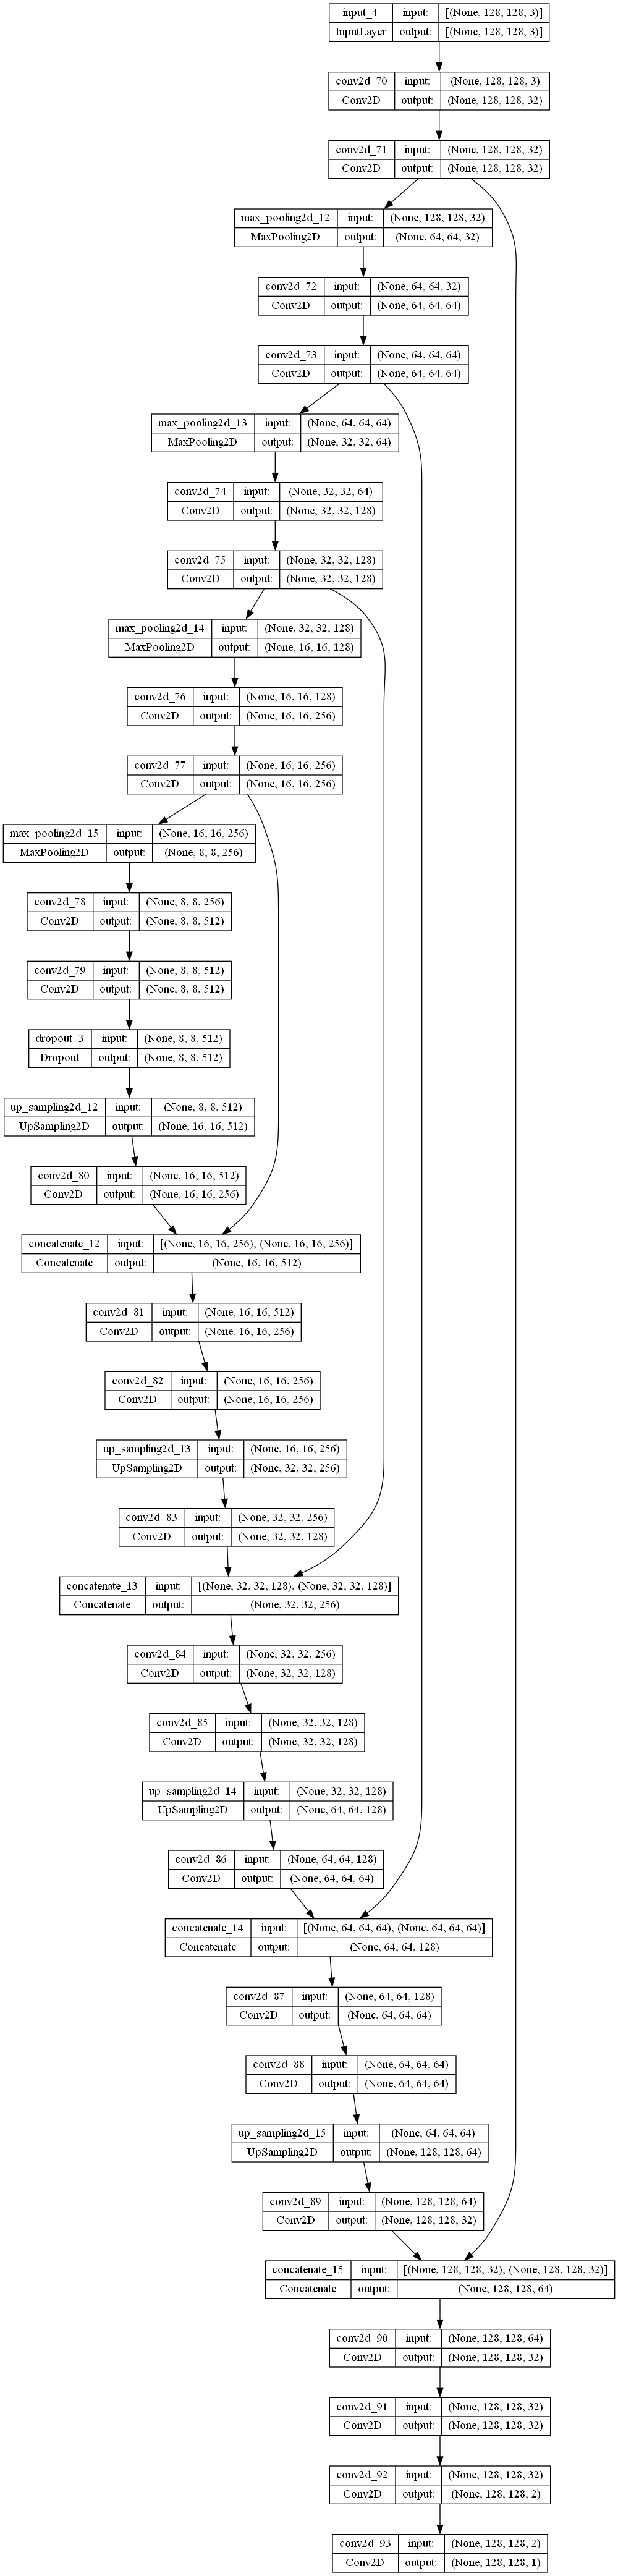 input_4 input: [(None, 128, 128, 3)]
InputLayer output: [(None, 128, 128, 3)]
conv2d_70 input: (None, 128, 128, 3)
Conv2D output: (None, 128, 128, 32)
conv2d_71 input: (None, 128, 128, 32)
Conv2D output: (None, 128, 128, 32)
max_pooling2d_12 input: (None, 128, 128, 32)
MaxPooling2D output: (None, 64, 64, 32)
conv2d_72 input: (None, 64, 64, 32)
Conv2D output: (None, 64, 64, 64)
conv2d_73 input: (None, 64, 64, 64)
Conv2D output: (None, 64, 64, 64)
max_pooling2d_13 input: (None, 64, 64, 64)
MaxPooling2D output: (None, 32, 32, 64)
conv2d_74 input: (None, 32, 32, 64)
Conv2D output: (None, 32, 32, 128)
conv2d_75 input: (None, 32, 32, 128)
Conv2D output: (None, 32, 32, 128)
max_pooling2d_14 input: (None, 32, 32, 128)
MaxPooling2D output: (None, 16, 16, 128)
conv2d_76 input: (None, 16, 16, 128)
Conv2D output: (None, 16, 16, 256)
conv2d_77 input: (None, 16, 16, 256)
Conv2D output: (None, 16, 16, 256)
max_pooling2d_15 input: (None, 16, 16, 256)
MaxPooling2D output: (None, 8, 8, 256)
conv2d_78 input: (None, 8, 8, 256)
Conv2D output: (None, 8, 8, 512)
conv2d_79 input: (None, 8, 8, 512)
Conv2D output: (None, 8, 8, 512)
dropout_3 input: (None, 8, 8, 512)
Dropout output: (None, 8, 8, 512)
up_sampling2d_12 input: (None, 8, 8, 512)
UpSampling2D output: (None, 16, 16, 512)
conv2d_80 input: (None, 16, 16, 512)
Conv2D output: (None, 16, 16, 256)
concatenate_12 input: [(None, 16, 16, 256), (None, 16, 16, 256)]
Concatenate output: (None, 16, 16, 512)
conv2d_81 input: (None, 16, 16, 512)
Conv2D output: (None, 16, 16, 256)
conv2d_82 input: (None, 16, 16, 256)
Conv2D output: (None, 16, 16, 256)
up_sampling2d_13 input: (None, 16, 16, 256)
UpSampling2D output: (None, 32, 32, 256)
conv2d_83 input: (None, 32, 32, 256)
Conv2D output: (None, 32, 32, 128)
concatenate_13 input: [(None, 32, 32, 128), (None, 32, 32, 128)]
Concatenate output: (None, 32, 32, 256)
conv2d_84 input: (None, 32, 32, 256)
Conv2D output: (None, 32, 32, 128)
conv2d_85 input: (None, 32, 32, 128)
Conv2D output: (None, 32, 32, 128)
up_sampling2d_14 input: (None, 32, 32, 128)
UpSampling2D output: (None, 64, 64, 128)
conv2d_86 input: (None, 64, 64, 128)
Conv2D output: (None, 64, 64, 64)
concatenate_14 input: [(None, 64, 64, 64), (None, 64, 64, 64)]
Concatenate output: (None, 64, 64, 128)
conv2d_87 input: (None, 64, 64, 128)
Conv2D output: (None, 64, 64, 64)
conv2d_88 input: (None, 64, 64, 64)
Conv2D output: (None, 64, 64, 64)
up_sampling2d_15 input: (None, 64, 64, 64)
UpSampling2D output: (None, 128, 128, 64)
conv2d_89 input: (None, 128, 128, 64)
Conv2D output: (None, 128, 128, 32)
concatenate_15 input: [(None, 128, 128, 32), (None, 128, 128, 32)]
Concatenate output: (None, 128, 128, 64)
conv2d_90 input: (None, 128, 128, 64)
Conv2D output: (None, 128, 128, 32)
conv2d_91 input: (None, 128, 128, 32)
Conv2D output: (None, 128, 128, 32)
conv2d_92 input: (None, 128, 128, 32)
Conv2D output: (None, 128, 128, 2)
conv2d_93 input: (None, 128, 128, 2)
Conv2D output: (None, 128, 128, 1)